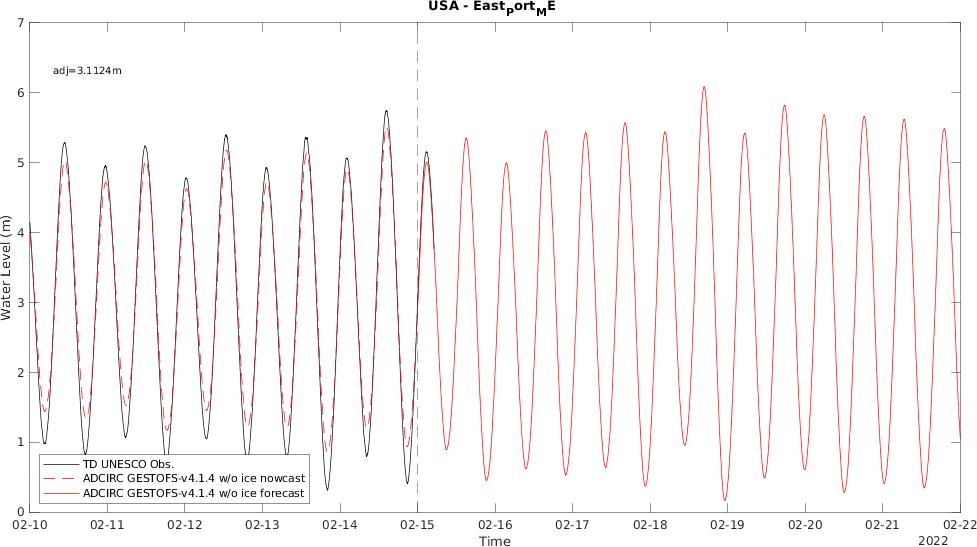 USA - EastPortME
7
adj=3.1124m
6
5
4
Water Level (m)
3
2
1
0
TD UNESCO Obs.
ADCIRC GESTOFS-v4.1.4 w/o ice nowcast
ADCIRC GESTOFS-v4.1.4 w/o ice forecast
02-10 02-11 02-12 02-13 02-14 02-15 02-16 02-17 02-18 02-19 02-20 02-21 02-22
Time
2022